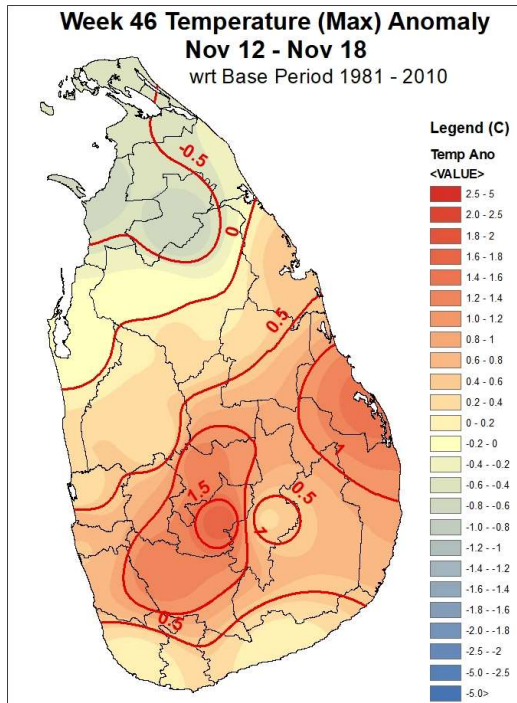 Week 46 Temperature (Max) Anomaly
Nov 12 - Nov 18
wrt Base Period 1981 - 2010
Legend (C)
Temp Ano
<VALUE>
2.5 - 5
2.0 - 2.5
1.8 - 2
1.6 - 1.8
1.4 - 1.6
1.2 - 1.4
1.0 - 1.2
0.8 - 1
0.6 - 0.8
0.4 - 0.6
0.2 - 0.4
0 - 0.2
-0.2 - 0
-0.4 - -0.2
-0.6 - -0.4
-0.8 - -0.6
-1.0 - -0.8
-1.2 - -1
-1.4 - -1.2
-1.6 - -1.4
-1.8 - -1.6
-2.0 - -1.8
-2.5 - -2
-5.0 - -2.5
-5.0>
-0.5
0
0.5
1
1.5
0.5
1
0.5